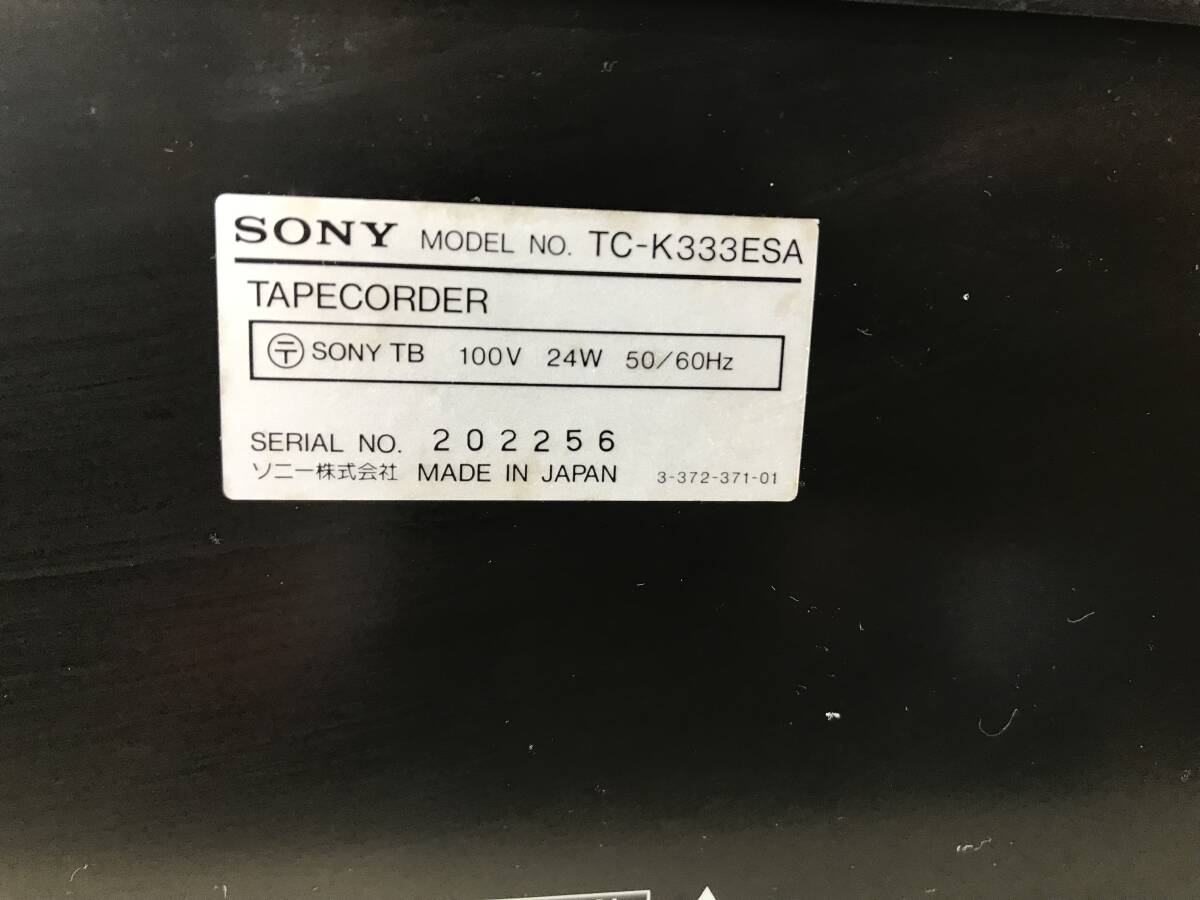 SONY MODEL NO. TC-K333ESA
TAPECORDER
〒 SONY TB 100V 24W 50/60Hz
SERIAL NO. 202256
ソニー株式会社 MADE IN JAPAN 3-372-371-01